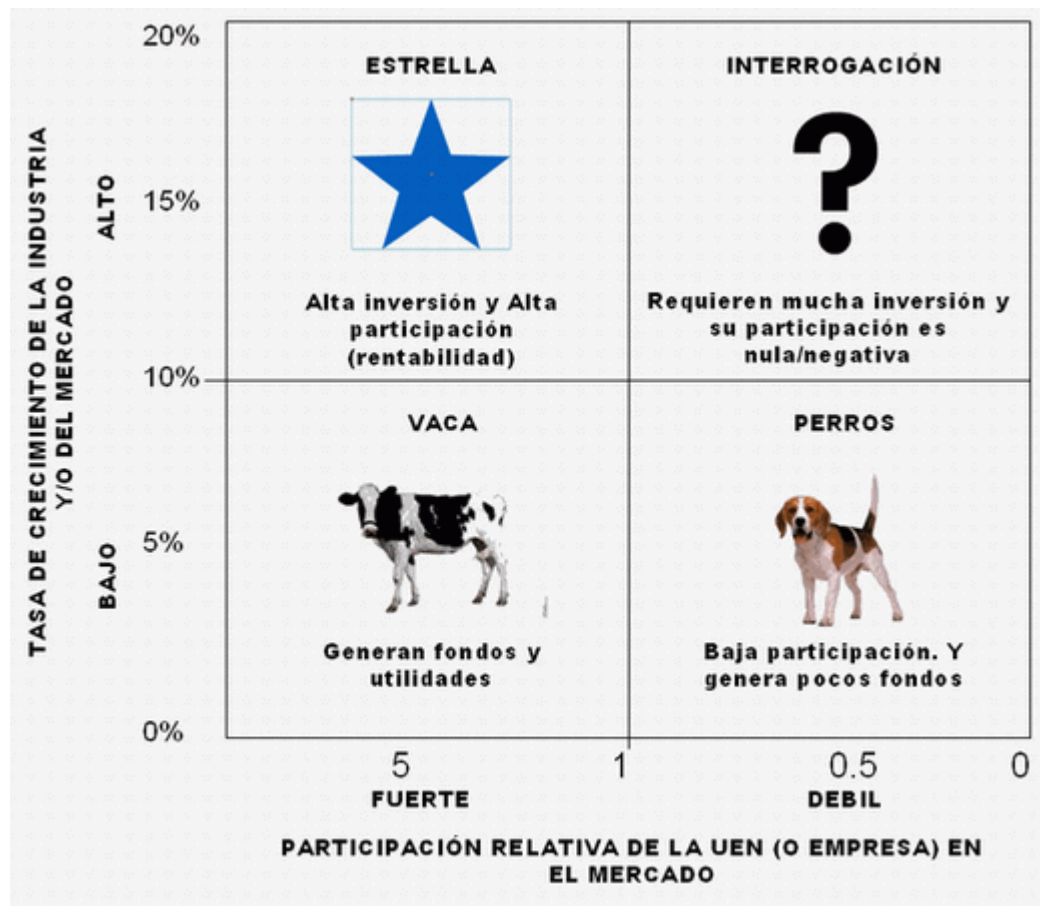 20%
15%
10%
5%
0%
TASA DE CRECIMIENTO DE LA INDUSTRIA
Y/O DEL MERCADO
ALTO
BAJO
ESTRELLA
Alta inversión y Alta
participación
(rentabilidad)
INTERROGACIÓN
?
Requieren mucha inversión y
su participación es
nula/negativa
VACA
Generan fondos y
utilidades
PERROS
Baja participación. Y
genera pocos fondos
5
1
0.5
0
FUERTE
DEBIL
PARTICIPACIÓN RELATIVA DE LA UEN (O EMPRESA) EN
EL MERCADO